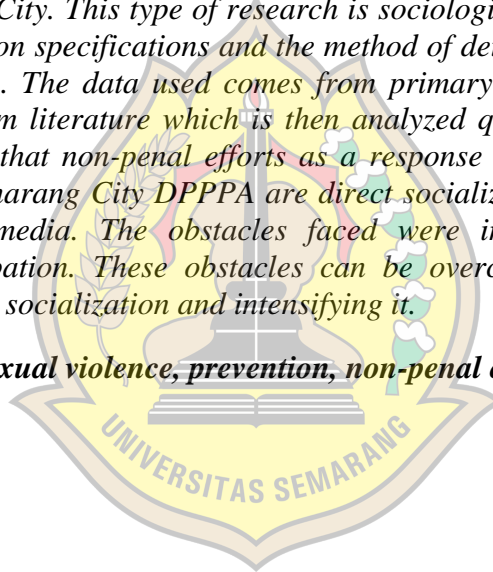 City. This type of research is sociologi
on specifications and the method of de
. The data used comes from primary
m literature which is then analyzed q
that non-penal efforts as a response
marang City DPPPA are direct socializ
media. The obstacles faced were in
pation. These obstacles can be overc
socialization and intensifying it.
xual violence, prevention, non-penal e
UNIVERSITAS SEMARANG